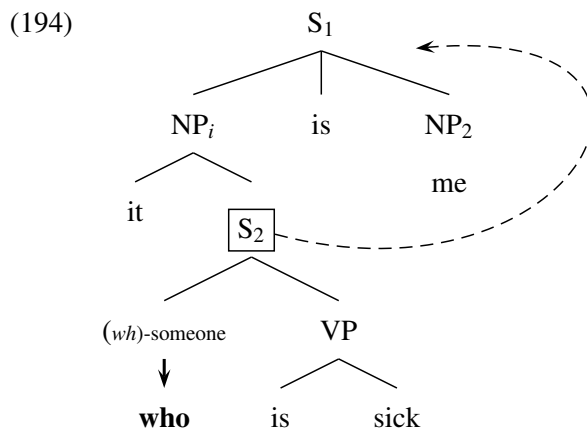 (194)
S₁
NPᵢ is NP₂
it me
S₂
(wh)-someone VP
who is sick